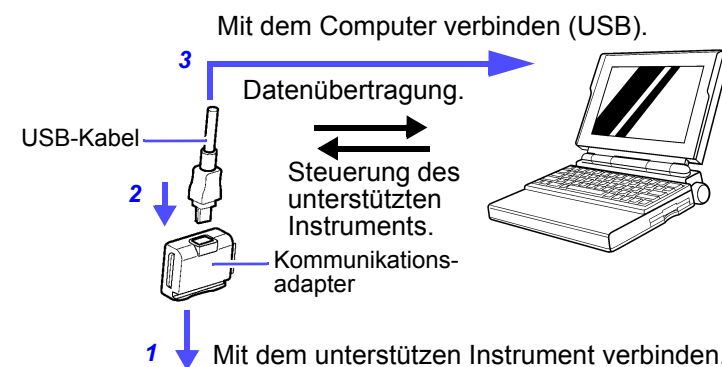 Mit dem Computer verbinden (USB).
3
Datenübertragung.
USB-Kabel
Steuerung des
unterstützten
Instruments.
2
Kommunikations-
adapter
1 Mit dem unterstützen Instrument verbinden.